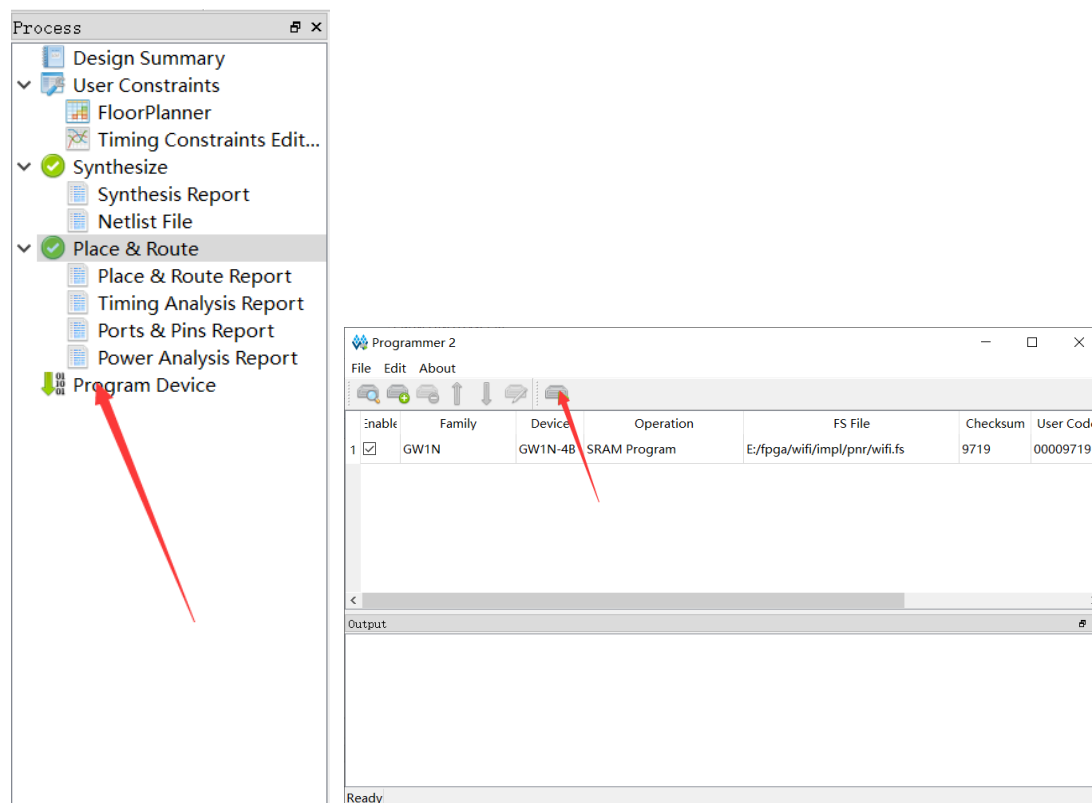 Process
Design Summary
User Constraints
FloorPlanner
Timing Constraints Edit...
Synthesize
Synthesis Report
Netlist File
Place & Route
Place & Route Report
Timing Analysis Report
Ports & Pins Report
Power Analysis Report
Program Device
Programmer 2
File Edit About
Enable Family Device Operation FS File Checksum User Code
1 GW1N GW1N-4B SRAM Program E:/fpga/wifi/impl/pnr/wifi.fs 9719 00009719
Output
Ready